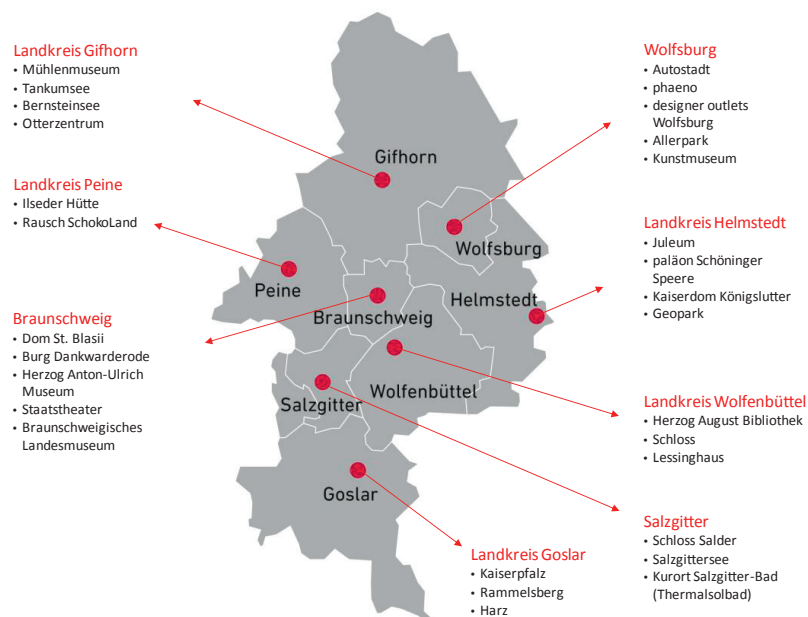 Landkreis Gifhorn
• Mühlenmuseum
• Tankumsee
• Bernsteinsee
• Otterzentrum
Landkreis Peine
• Ilseder Hütte
• Rausch SchokoLand
Braunschweig
• Dom St. Blasii
• Burg Dankwarderode
• Herzog Anton-Ulrich
Museum
• Staatstheater
• Braunschweigisches
Landesmuseum
Gifhorn
Wolfsburg
Peine
Helmstedt
Braunschweig
Wolfenbüttel
Salzgitter
Goslar
Wolfsburg
• Autostadt
• phaeno
• designer outlets
Wolfsburg
• Allerpark
• Kunstmuseum
Landkreis Helmstedt
• Juleum
• paläon Schöninger
Speere
• Kaiserdom Königslutter
• Geopark
Landkreis Wolfenbüttel
• Herzog August Bibliothek
• Schloss
• Lessinghaus
Salzgitter
• Schloss Salder
• Salzgittersee
• Kurort Salzgitter-Bad
(Thermalsolbad)
Landkreis Goslar
• Kaiserpfalz
• Rammelsberg
• Harz